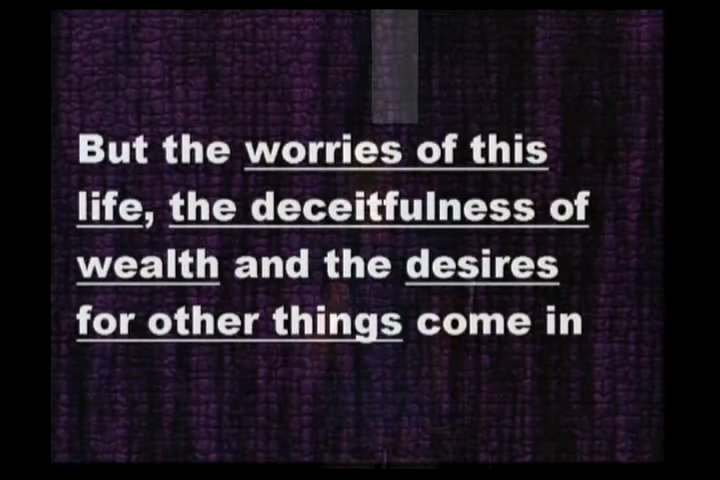 But the worries of this
life, the deceitfulness of
wealth and the desires
for other things come in